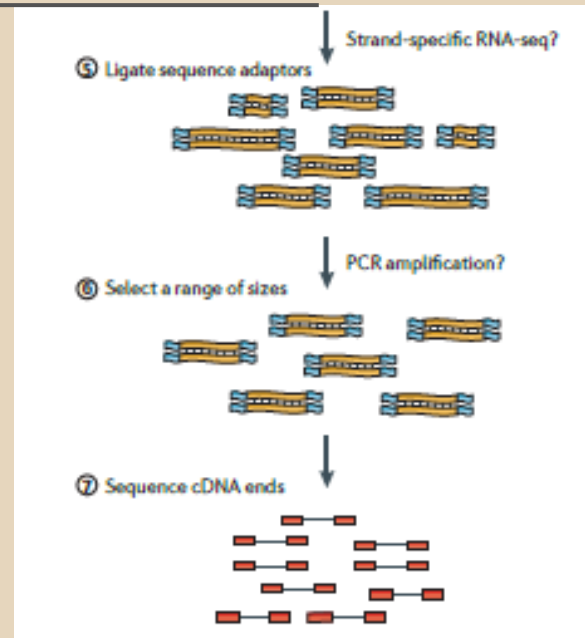 Strand-specific RNA-seq?
⑤ Ligate sequence adaptors
PCR amplification?
⑥ Select a range of sizes
⑦ Sequence cDNA ends